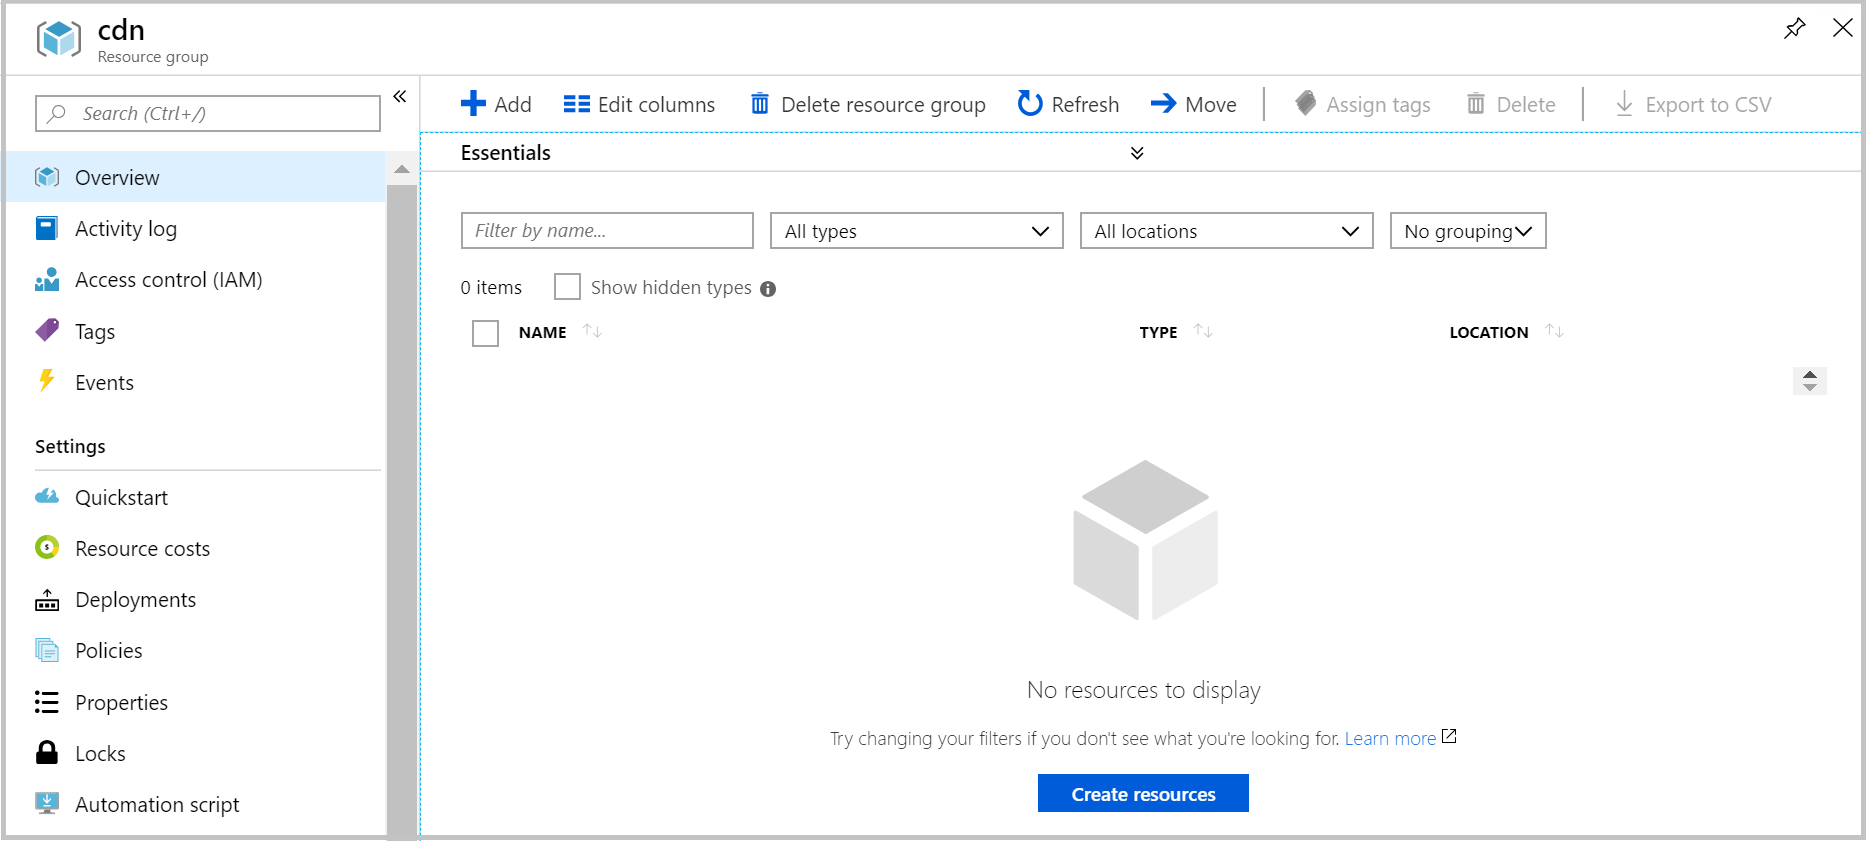 cdn
Resource group
Search (Ctrl+/)
Overview
Activity log
Access control (IAM)
Tags
Events
Settings
Quickstart
Resource costs
Deployments
Policies
Properties
Locks
Automation script
Add Edit columns Delete resource group Refresh Move Assign tags Delete Export to CSV
Essentials
Filter by name... All types All locations No grouping
0 items Show hidden types
NAME TYPE LOCATION
No resources to display
Try changing your filters if you don't see what you're looking for. Learn more
Create resources